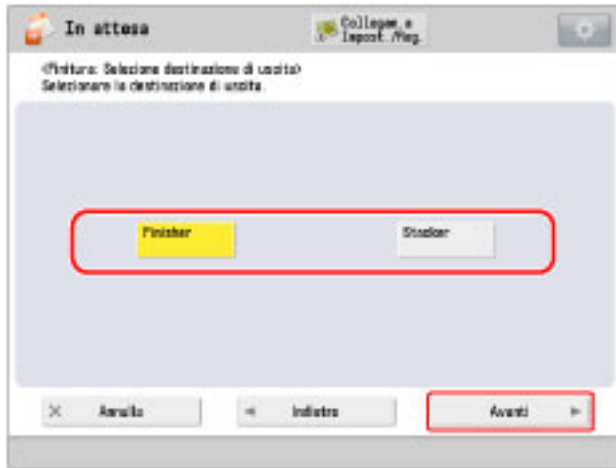 In attesa
Collegam. e
Impost./Reg.
<Finitura: Selezione destinazione di uscita>
Selezionare la destinazione di uscita.
Finisher
Stacker
Annulla
Indietro
Avanti